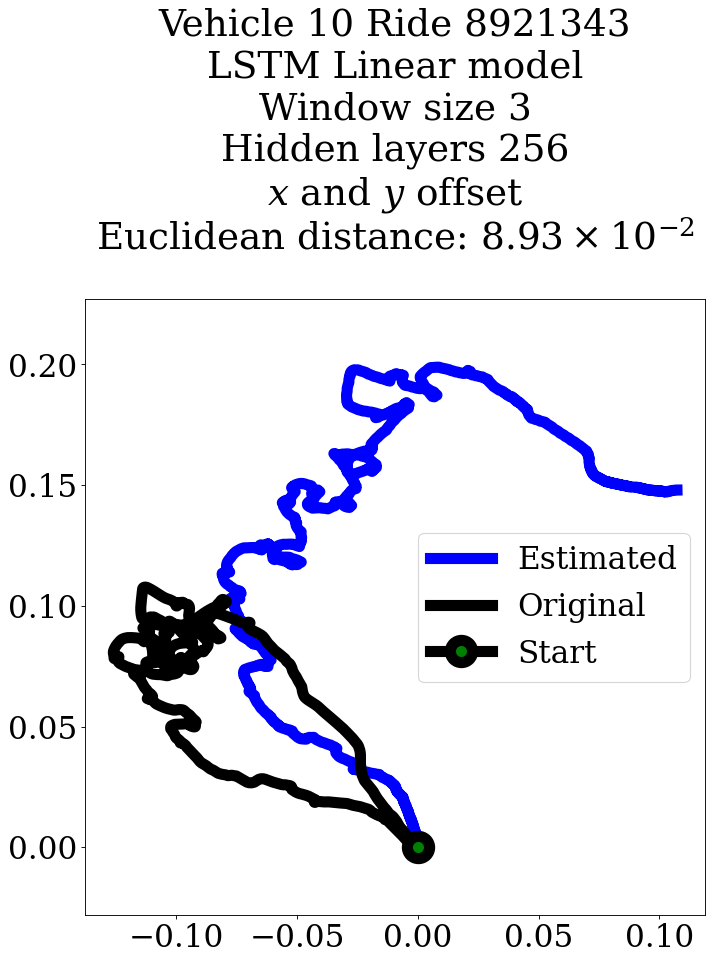 Vehicle 10 Ride 8921343
LSTM Linear model
Window size 3
Hidden layers 256
x and y offset
Euclidean distance: 8.93 × 10⁻²
0.20
0.15
0.10
0.05
0.00
Estimated
Original
Start
−0.10 −0.05 0.00 0.05 0.10